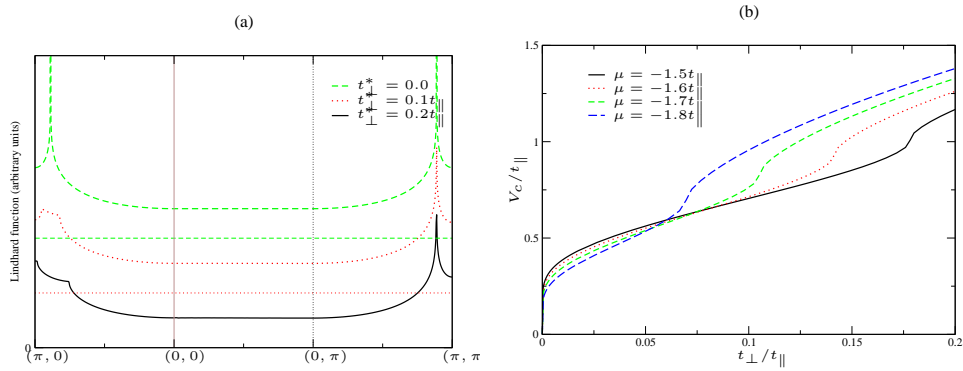 (a)
Lindhard function (arbitrary units)
t*⊥ = 0.0
t*⊥ = 0.1t∥
t*⊥ = 0.2t∥
0
(π, 0)
(0, 0)
(0, π)
(π, π
(b)
V_c/t∥
1.5
1
0.5
0
μ = −1.5t∥
μ = −1.6t∥
μ = −1.7t∥
μ = −1.8t∥
0
0.05
0.1
0.15
0.2
t⊥/t∥